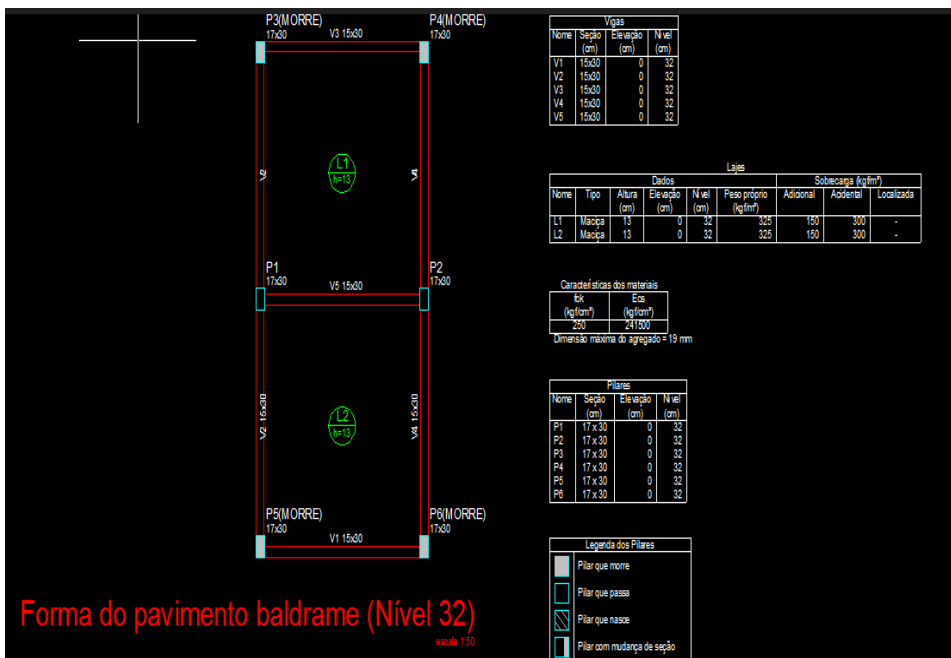 P3(MORRE)
17x30
V3 15x30
P4(MORRE)
17x30
V2
L1
h=13
V4
P1
17x30
V5 15x30
P2
17x30
V2 15x30
L2
h=13
V4 15x30
P5(MORRE)
17x30
V1 15x30
P6(MORRE)
17x30
Forma do pavimento baldrame (Nível 32)
escala 1:50
Vigas
Nome Seção Elevação Nível
(cm) (cm) (cm)
V1 15x30 0 32
V2 15x30 0 32
V3 15x30 0 32
V4 15x30 0 32
V5 15x30 0 32
Lajes
Dados Sobrecarga (kgf/m²)
Nome Tipo Altura Elevação Nível Peso próprio Adicional Acidental Localizada
(cm) (cm) (cm) (kgf/m²)
L1 Maciça 13 0 32 325 150 300 -
L2 Maciça 13 0 32 325 150 300 -
Características dos materiais
fck Ecs
(kgf/cm²) (kgf/cm²)
250 241500
Dimensão máxima do agregado = 19 mm
Pilares
Nome Seção Elevação Nível
(cm) (cm) (cm)
P1 17 x 30 0 32
P2 17 x 30 0 32
P3 17 x 30 0 32
P4 17 x 30 0 32
P5 17 x 30 0 32
P6 17 x 30 0 32
Legenda dos Pilares
Pilar que morre
Pilar que passa
Pilar que nasce
Pilar com mudança de seção